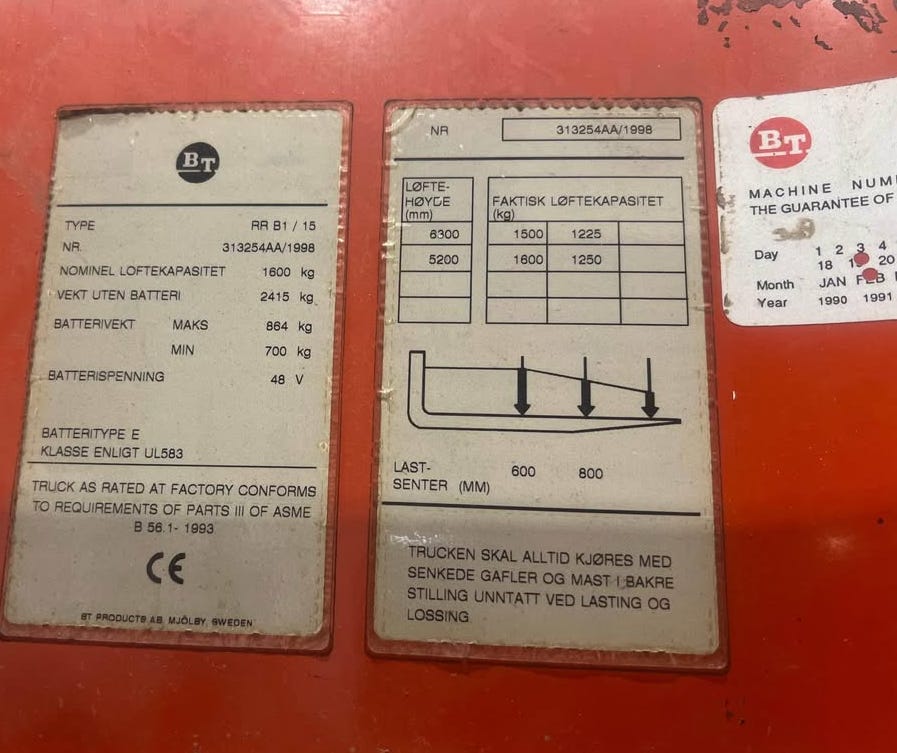 BT
TYPE RR B1 / 15
NR. 313254AA/1998
NOMINEL LOFTEKAPASITET 1600 kg
VEKT UTEN BATTERI 2415 kg
BATTERIVEKT MAKS 864 kg
MIN 700 kg
BATTERISPENNING 48 V
BATTERITYPE E
KLASSE ENLIGT UL583
TRUCK AS RATED AT FACTORY CONFORMS
TO REQUIREMENTS OF PARTS III OF ASME
B 56.1- 1993
CE
BT PRODUCTS AB MJÖLBY, SWEDEN
NR 313254AA/1998
LØFTE-
HØYDE
(mm)
FAKTISK LØFTEKAPASITET
(kg)
6300 1500 1225
5200 1600 1250
LAST-
SENTER (MM) 600 800
TRUCKEN SKAL ALLTID KJØRES MED
SENKEDE GAFLER OG MAST I BAKRE
STILLING UNNTATT VED LASTING OG
LOSSING
BT
MACHINE NUM
THE GUARANTEE OF
Day 1 2 3 4
18 20
Month JAN FEB
Year 1990 1991